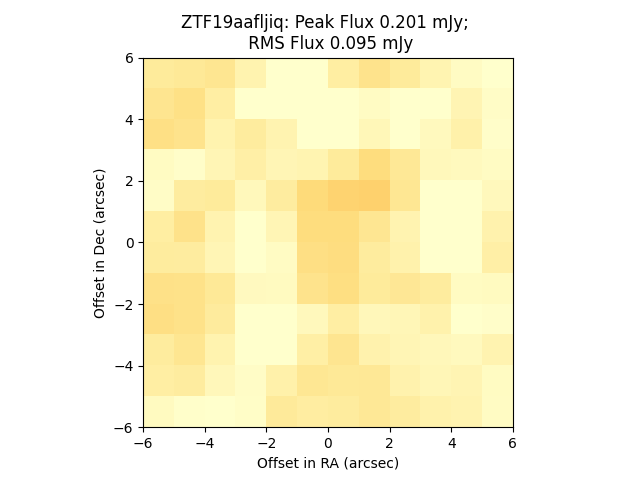 ZTF19aafljiq: Peak Flux 0.201 mJy;
RMS Flux 0.095 mJy
6
4
2
0
−2
−4
−6
Offset in Dec (arcsec)
−6 −4 −2 0 2 4 6
Offset in RA (arcsec)